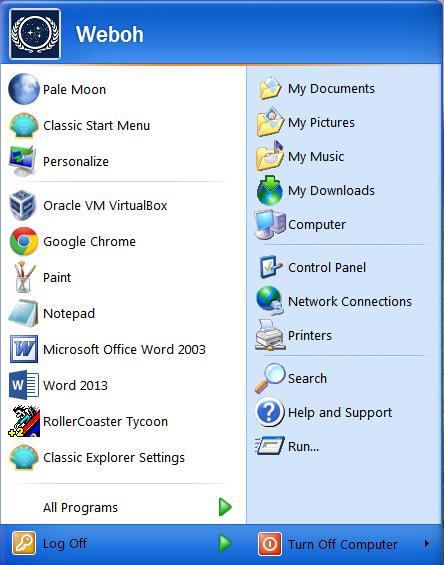 Weboh
Pale Moon
Classic Start Menu
Personalize
Oracle VM VirtualBox
Google Chrome
Paint
Notepad
Microsoft Office Word 2003
Word 2013
RollerCoaster Tycoon
Classic Explorer Settings
All Programs
My Documents
My Pictures
My Music
My Downloads
Computer
Control Panel
Network Connections
Printers
Search
Help and Support
Run...
Log Off
Turn Off Computer